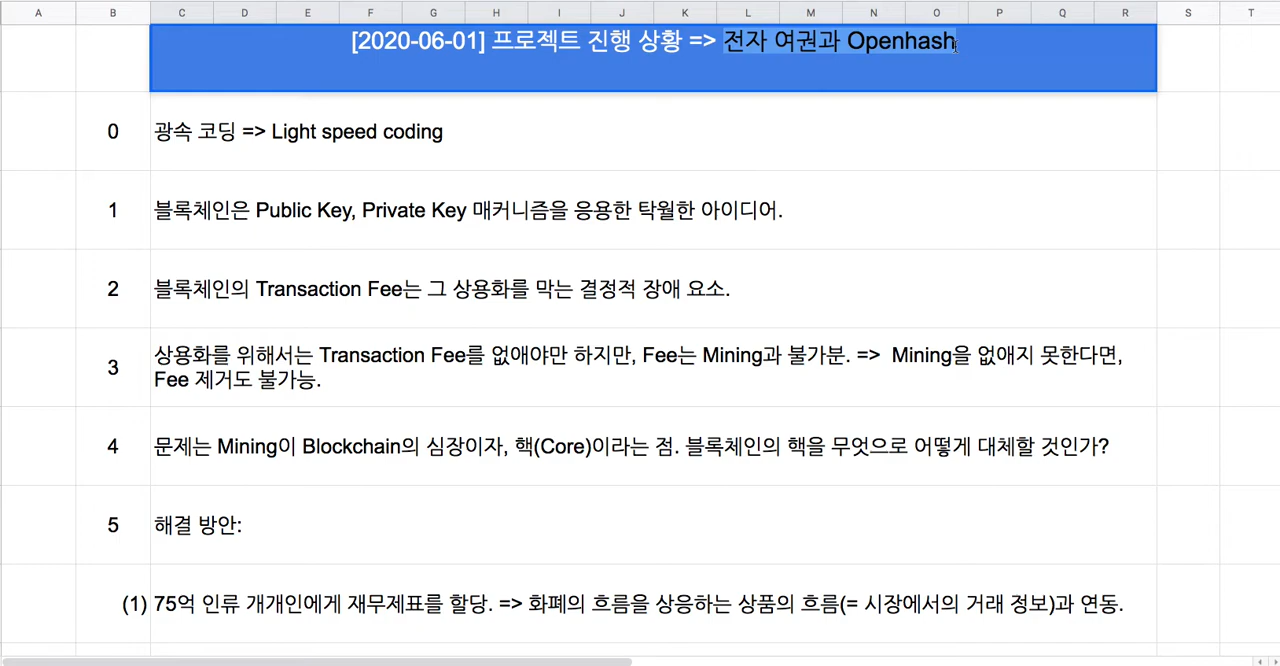 A B C D E F G H I J K L M N O P Q R S T
[2020-06-01] 프로젝트 진행 상황 => 전자 여권과 Openhash
0 광속 코딩 => Light speed coding
1 블록체인은 Public Key, Private Key 매커니즘을 응용한 탁월한 아이디어.
2 블록체인의 Transaction Fee는 그 상용화를 막는 결정적 장애 요소.
3 상용화를 위해서는 Transaction Fee를 없애야만 하지만, Fee는 Mining과 불가분. => Mining을 없애지 못한다면,
Fee 제거도 불가능.
4 문제는 Mining이 Blockchain의 심장이자, 핵(Core)이라는 점. 블록체인의 핵을 무엇으로 어떻게 대체할 것인가?
5 해결 방안:
(1) 75억 인류 개개인에게 재무제표를 할당. => 화폐의 흐름을 상응하는 상품의 흐름(= 시장에서의 거래 정보)과 연동.